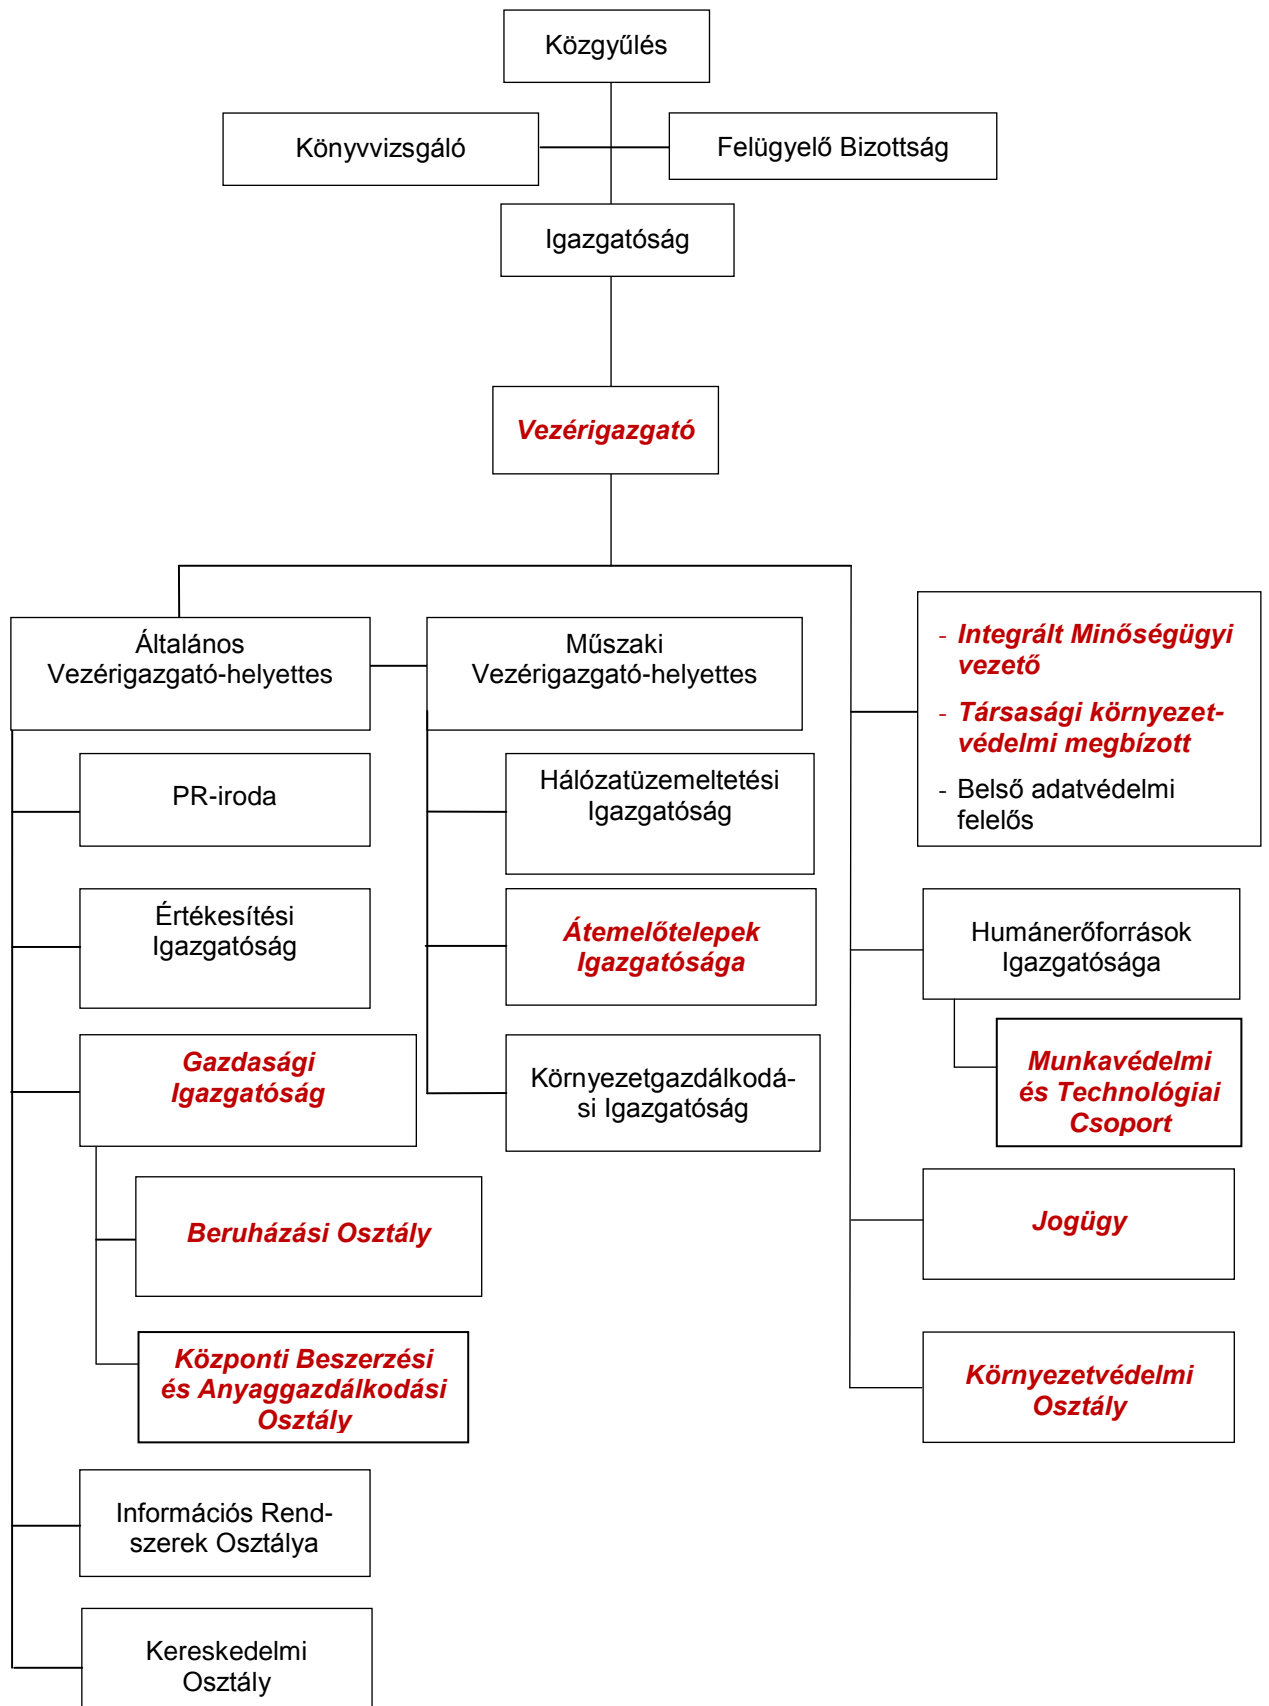 Közgyűlés
Könyvvizsgáló
Felügyelő Bizottság
Igazgatóság
Vezérigazgató
Általános
Vezérigazgató-helyettes
PR-iroda
Értékesítési
Igazgatóság
Gazdasági
Igazgatóság
Beruházási Osztály
Központi Beszerzési
és Anyaggazdálkodási
Osztály
Információs Rend-
szerek Osztálya
Kereskedelmi
Osztály
Műszaki
Vezérigazgató-helyettes
Hálózatüzemeltetési
Igazgatóság
Átemelőtelepek
Igazgatósága
Környezetgazdálkodá-
si Igazgatóság
- Integrált Minőségügyi
vezető
- Társasági környezet-
védelmi megbízott
- Belső adatvédelmi
felelős
Humánerőforrások
Igazgatósága
Munkavédelmi
és Technológiai
Csoport
Jogügy
Környezetvédelmi
Osztály